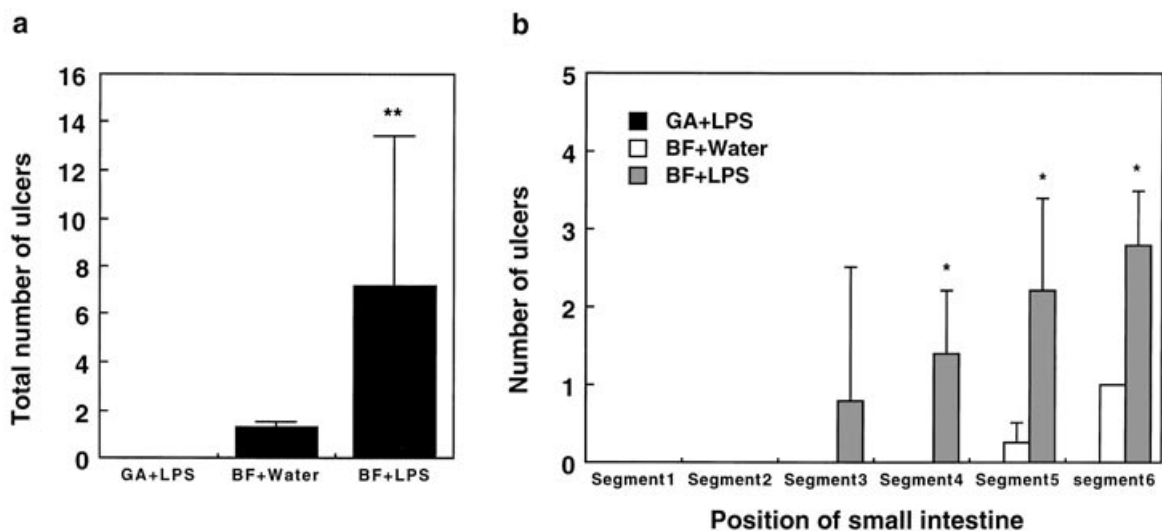 a
16
14
12
10
8
6
4
2
0
Total number of ulcers
**
GA+LPS BF+Water BF+LPS
b
5
4
3
2
1
0
Number of ulcers
GA+LPS
BF+Water
BF+LPS
* * *
Segment1 Segment2 Segment3 Segment4 Segment5 segment6
Position of small intestine